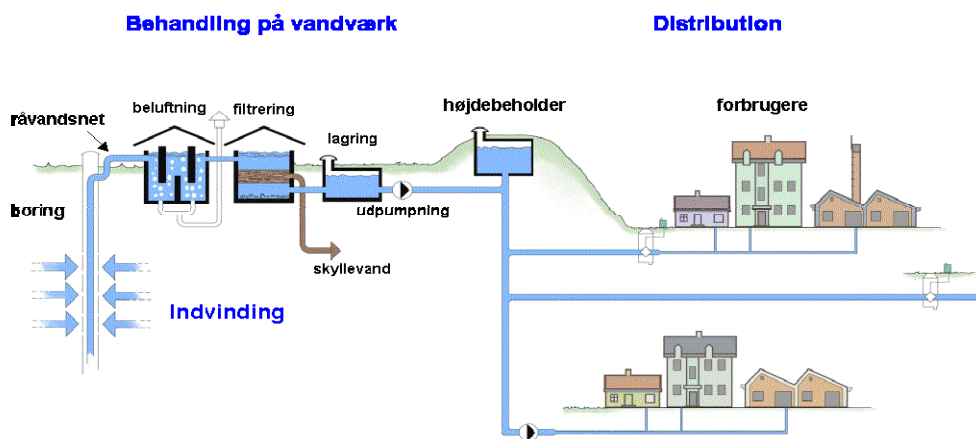 Behandling på vandværk
Distribution
beluftning
filtrering
højdebeholder
forbrugere
råvandsnet
lagring
boring
udpumpning
skyllevand
Indvinding